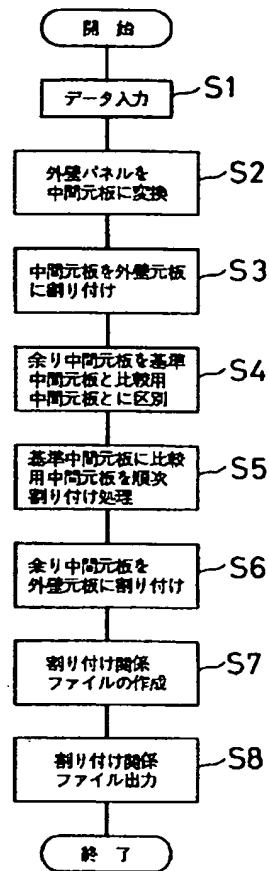 開 始
データ入力
S1
外壁パネルを
中間元板に変換
S2
中間元板を外壁元板
に割り付け
S3
余り中間元板を基準
中間元板と比較用
中間元板とに区別
S4
基準中間元板に比較
用中間元板を順次
割り付け処理
S5
余り中間元板を
外壁元板に割り付け
S6
割り付け関係
ファイルの作成
S7
割り付け関係
ファイル出力
S8
終 了